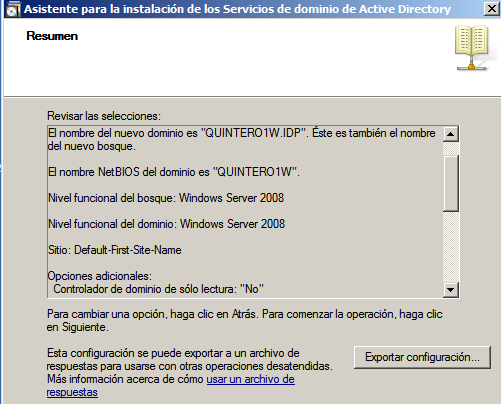 Asistente para la instalación de los Servicios de dominio de Active Directory
Resumen
Revisar las selecciones:
El nombre del nuevo dominio es "QUINTERO1W.IDP". Éste es también el nombre
del nuevo bosque.
El nombre NetBIOS del dominio es "QUINTERO1W".
Nivel funcional del bosque: Windows Server 2008
Nivel funcional del dominio: Windows Server 2008
Sitio: Default-First-Site-Name
Opciones adicionales:
Controlador de dominio de sólo lectura: "No"
Para cambiar una opción, haga clic en Atrás. Para comenzar la operación, haga clic
en Siguiente.
Esta configuración se puede exportar a un archivo de
respuestas para usarse con otras operaciones desatendidas.
Más información acerca de cómo usar un archivo de
respuestas
Exportar configuración...